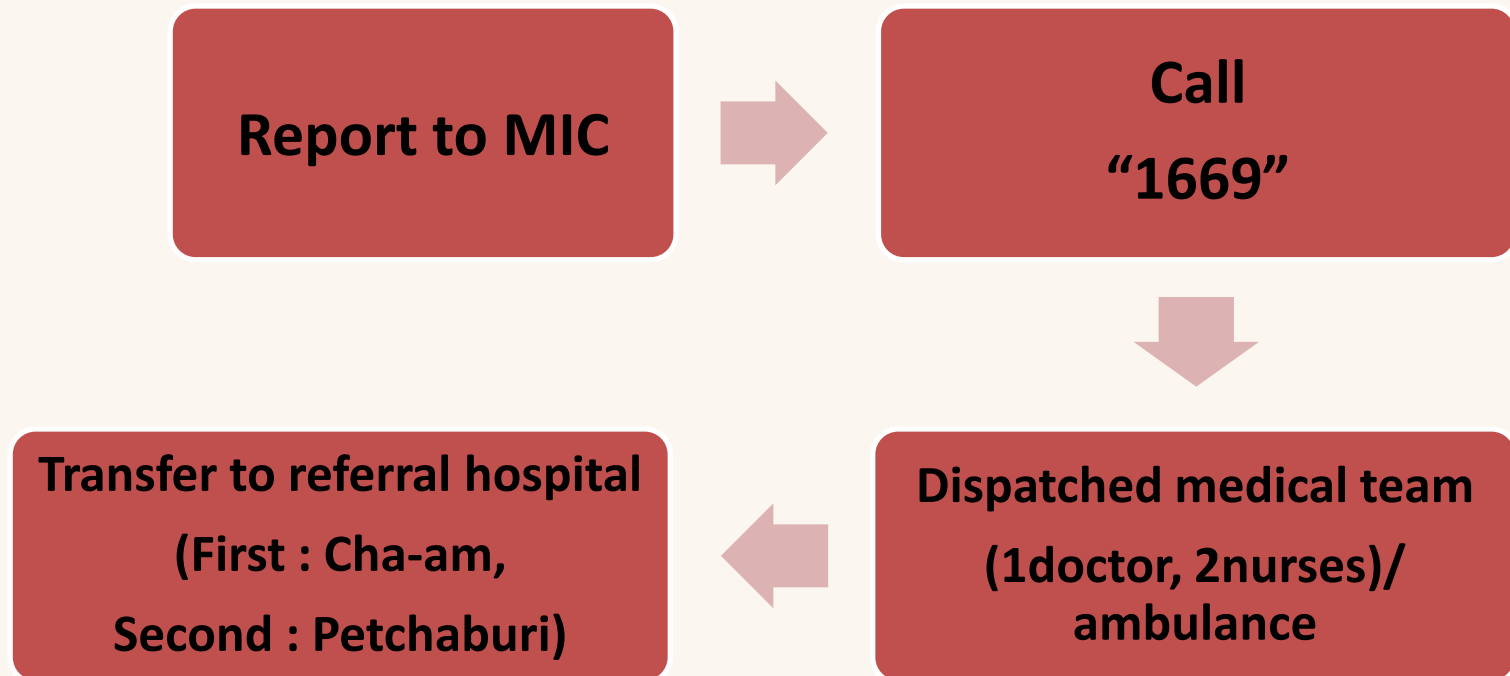 Report to MIC
Call
“1669”
Dispatched medical team
(1doctor, 2nurses)/
ambulance
Transfer to referral hospital
(First : Cha-am,
Second : Petchaburi)